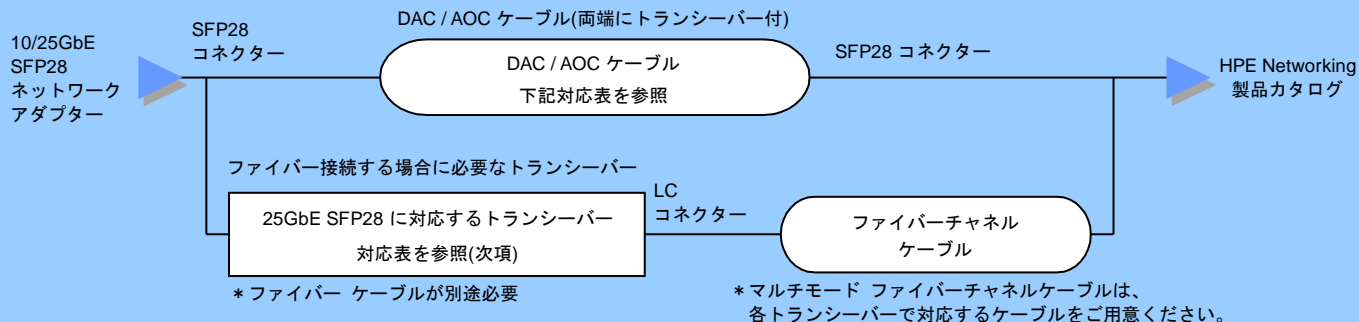 DAC / AOC ケーブル(両端にトランシーバー付)
10/25GbE
SFP28
ネットワーク
アダプター
SFP28
コネクター
DAC / AOC ケーブル
下記対応表を参照
SFP28 コネクター
HPE Networking
製品カタログ
ファイバー接続する場合に必要なトランシーバー
25GbE SFP28 に対応するトランシーバー
対応表を参照(次項)
LC
コネクター
ファイバーチャネル
ケーブル
*ファイバー ケーブルが別途必要
*マルチモード ファイバーチャネルケーブルは、
各トランシーバーで対応するケーブルをご用意ください。